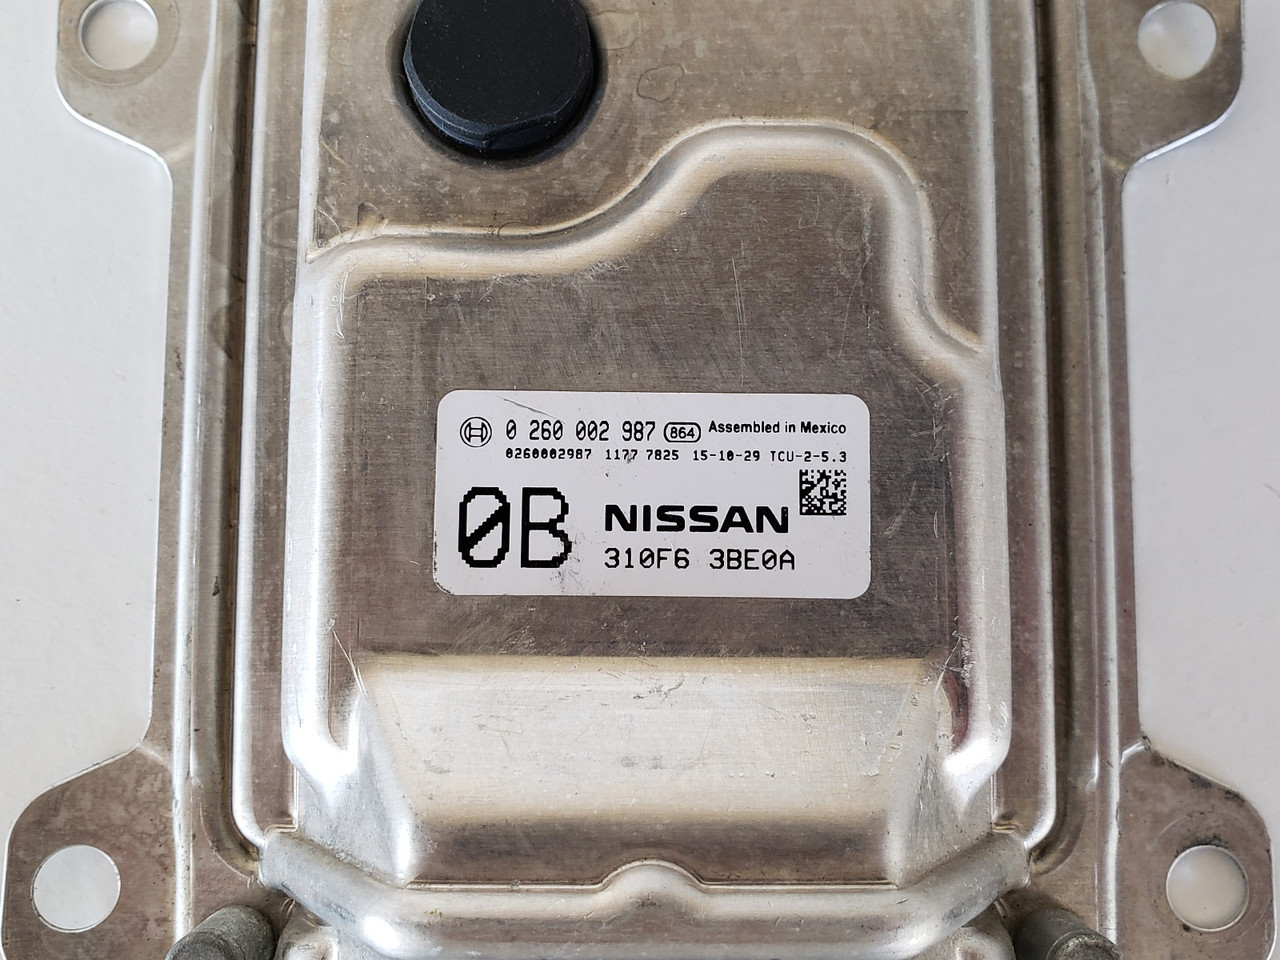 0 260 002 987 864 Assembled in Mexico
0260002987 1177 7825 15-10-29 TCU-2-5.3
0B NISSAN
310F6 3BE0A